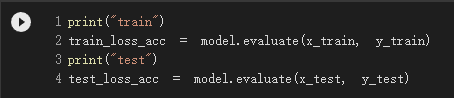 1 print("train")
2 train_loss_acc = model.evaluate(x_train, y_train)
3 print("test")
4 test_loss_acc = model.evaluate(x_test, y_test)